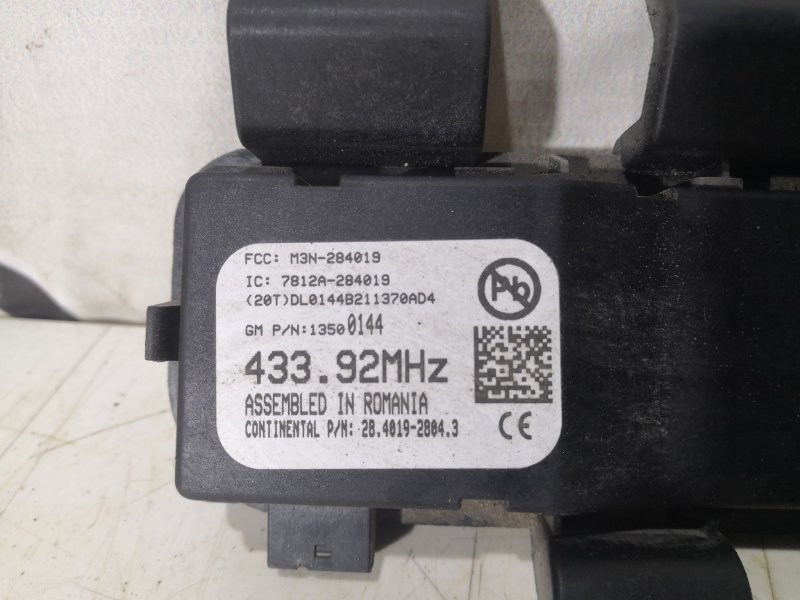 FCC: M3N-284019
IC: 7812A-284019
(20T)DL0144B211370AD4
GM P/N:13500144
433.92MHz
ASSEMBLED IN ROMANIA
CONTINENTAL P/N: 28.4019-2804.3
Pb
CE